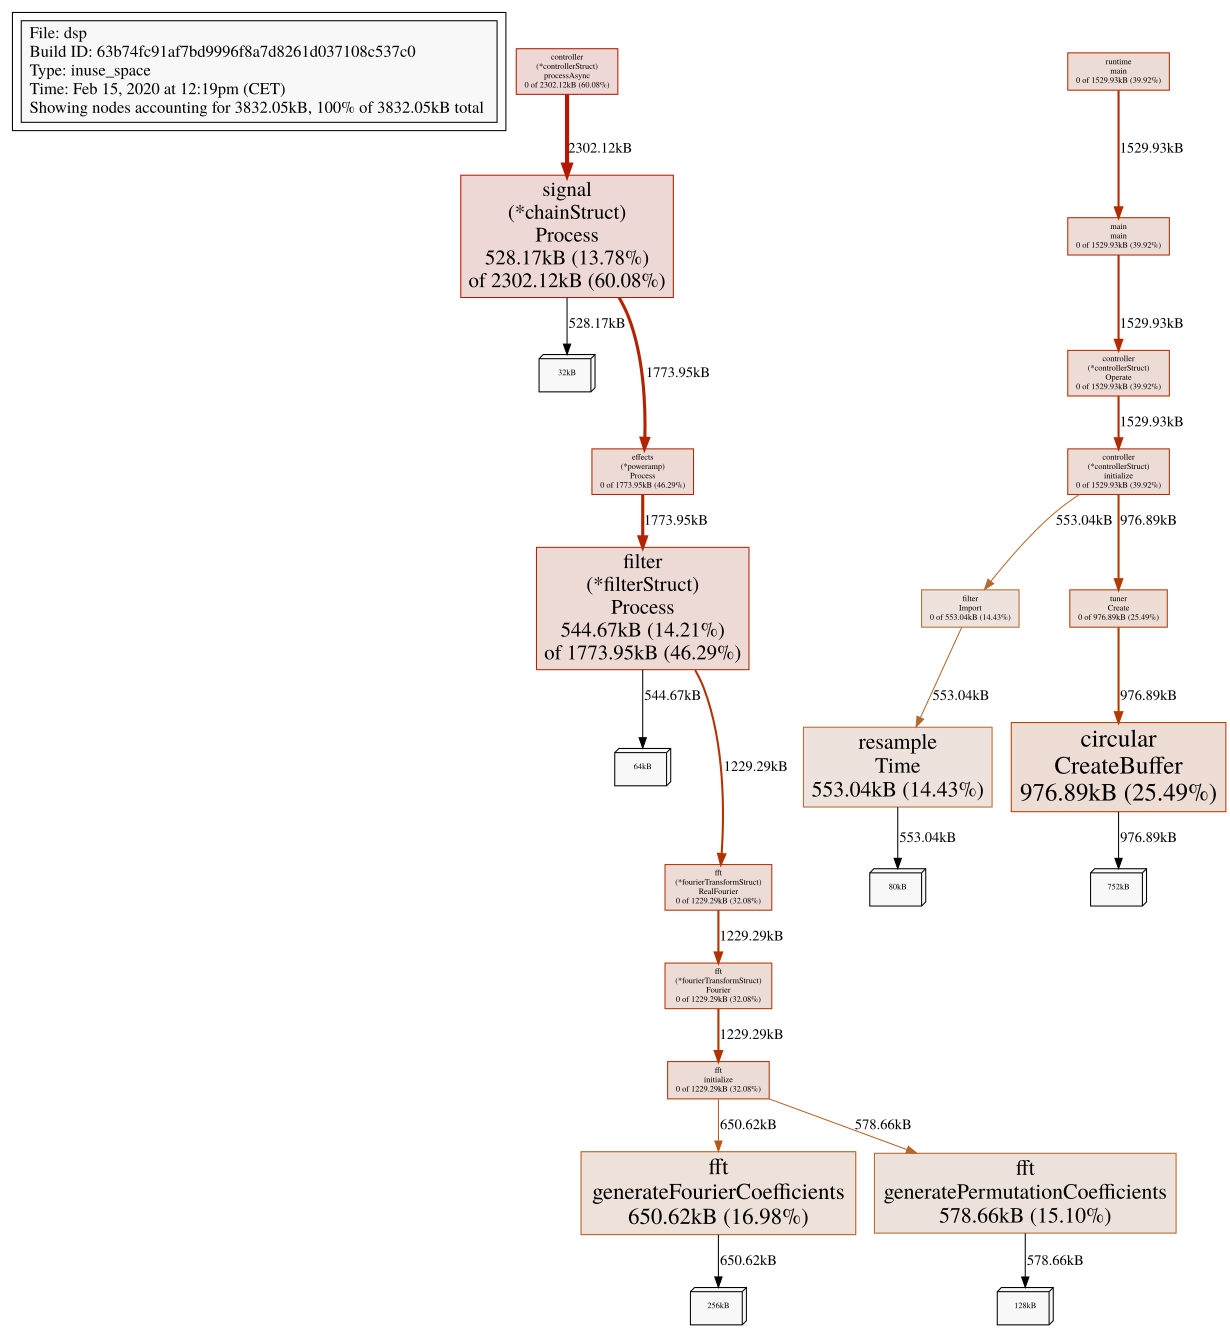 File: dsp
Build ID: 63b74fc91af7bd9996f8a7d8261d037108c537c0
Type: inuse_space
Time: Feb 15, 2020 at 12:19pm (CET)
Showing nodes accounting for 3832.05kB, 100% of 3832.05kB total
controller
(*controllerStruct)
processAsync
0 of 2302.12kB (60.08%)
2302.12kB
signal
(*chainStruct)
Process
528.17kB (13.78%)
of 2302.12kB (60.08%)
528.17kB
32kB
1773.95kB
effects
(*poweramp)
Process
0 of 1773.95kB (46.29%)
1773.95kB
filter
(*filterStruct)
Process
544.67kB (14.21%)
of 1773.95kB (46.29%)
544.67kB
64kB
1229.29kB
fft
(*fourierTransformStruct)
RealFourier
0 of 1229.29kB (32.08%)
1229.29kB
fft
(*fourierTransformStruct)
Fourier
0 of 1229.29kB (32.08%)
1229.29kB
fft
initialize
0 of 1229.29kB (32.08%)
650.62kB
578.66kB
fft
generateFourierCoefficients
650.62kB (16.98%)
650.62kB
256kB
fft
generatePermutationCoefficients
578.66kB (15.10%)
578.66kB
128kB
runtime
main
0 of 1529.93kB (39.92%)
1529.93kB
main
main
0 of 1529.93kB (39.92%)
1529.93kB
controller
(*controllerStruct)
Operate
0 of 1529.93kB (39.92%)
1529.93kB
controller
(*controllerStruct)
initialize
0 of 1529.93kB (39.92%)
553.04kB
976.89kB
filter
Import
0 of 553.04kB (14.43%)
553.04kB
resample
Time
553.04kB (14.43%)
553.04kB
80kB
tuner
Create
0 of 976.89kB (25.49%)
976.89kB
circular
CreateBuffer
976.89kB (25.49%)
976.89kB
752kB